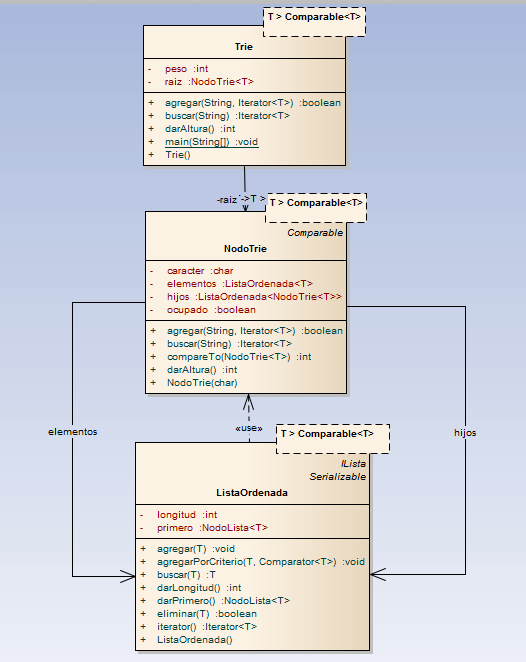 T > Comparable<T>
Trie
- peso :int
- raiz :NodoTrie<T>
+ agregar(String, Iterator<T>) :boolean
+ buscar(String) :Iterator<T>
+ darAltura() :int
+ main(String[]) :void
+ Trie()
-raiz˙->T >
T > Comparable<T>
Comparable
NodoTrie
- caracter :char
- elementos :ListaOrdenada<T>
- hijos :ListaOrdenada<NodoTrie<T>>
- ocupado :boolean
+ agregar(String, Iterator<T>) :boolean
+ buscar(String) :Iterator<T>
+ compareTo(NodoTrie<T>) :int
+ darAltura() :int
+ NodoTrie(char)
elementos
«use»
hijos
T > Comparable<T>
ILista
Serializable
ListaOrdenada
- longitud :int
- primero :NodoLista<T>
+ agregar(T) :void
+ agregarPorCriterio(T, Comparator<T>) :void
+ buscar(T) :T
+ darLongitud() :int
+ darPrimero() :NodoLista<T>
+ eliminar(T) :boolean
+ iterator() :Iterator<T>
+ ListaOrdenada()